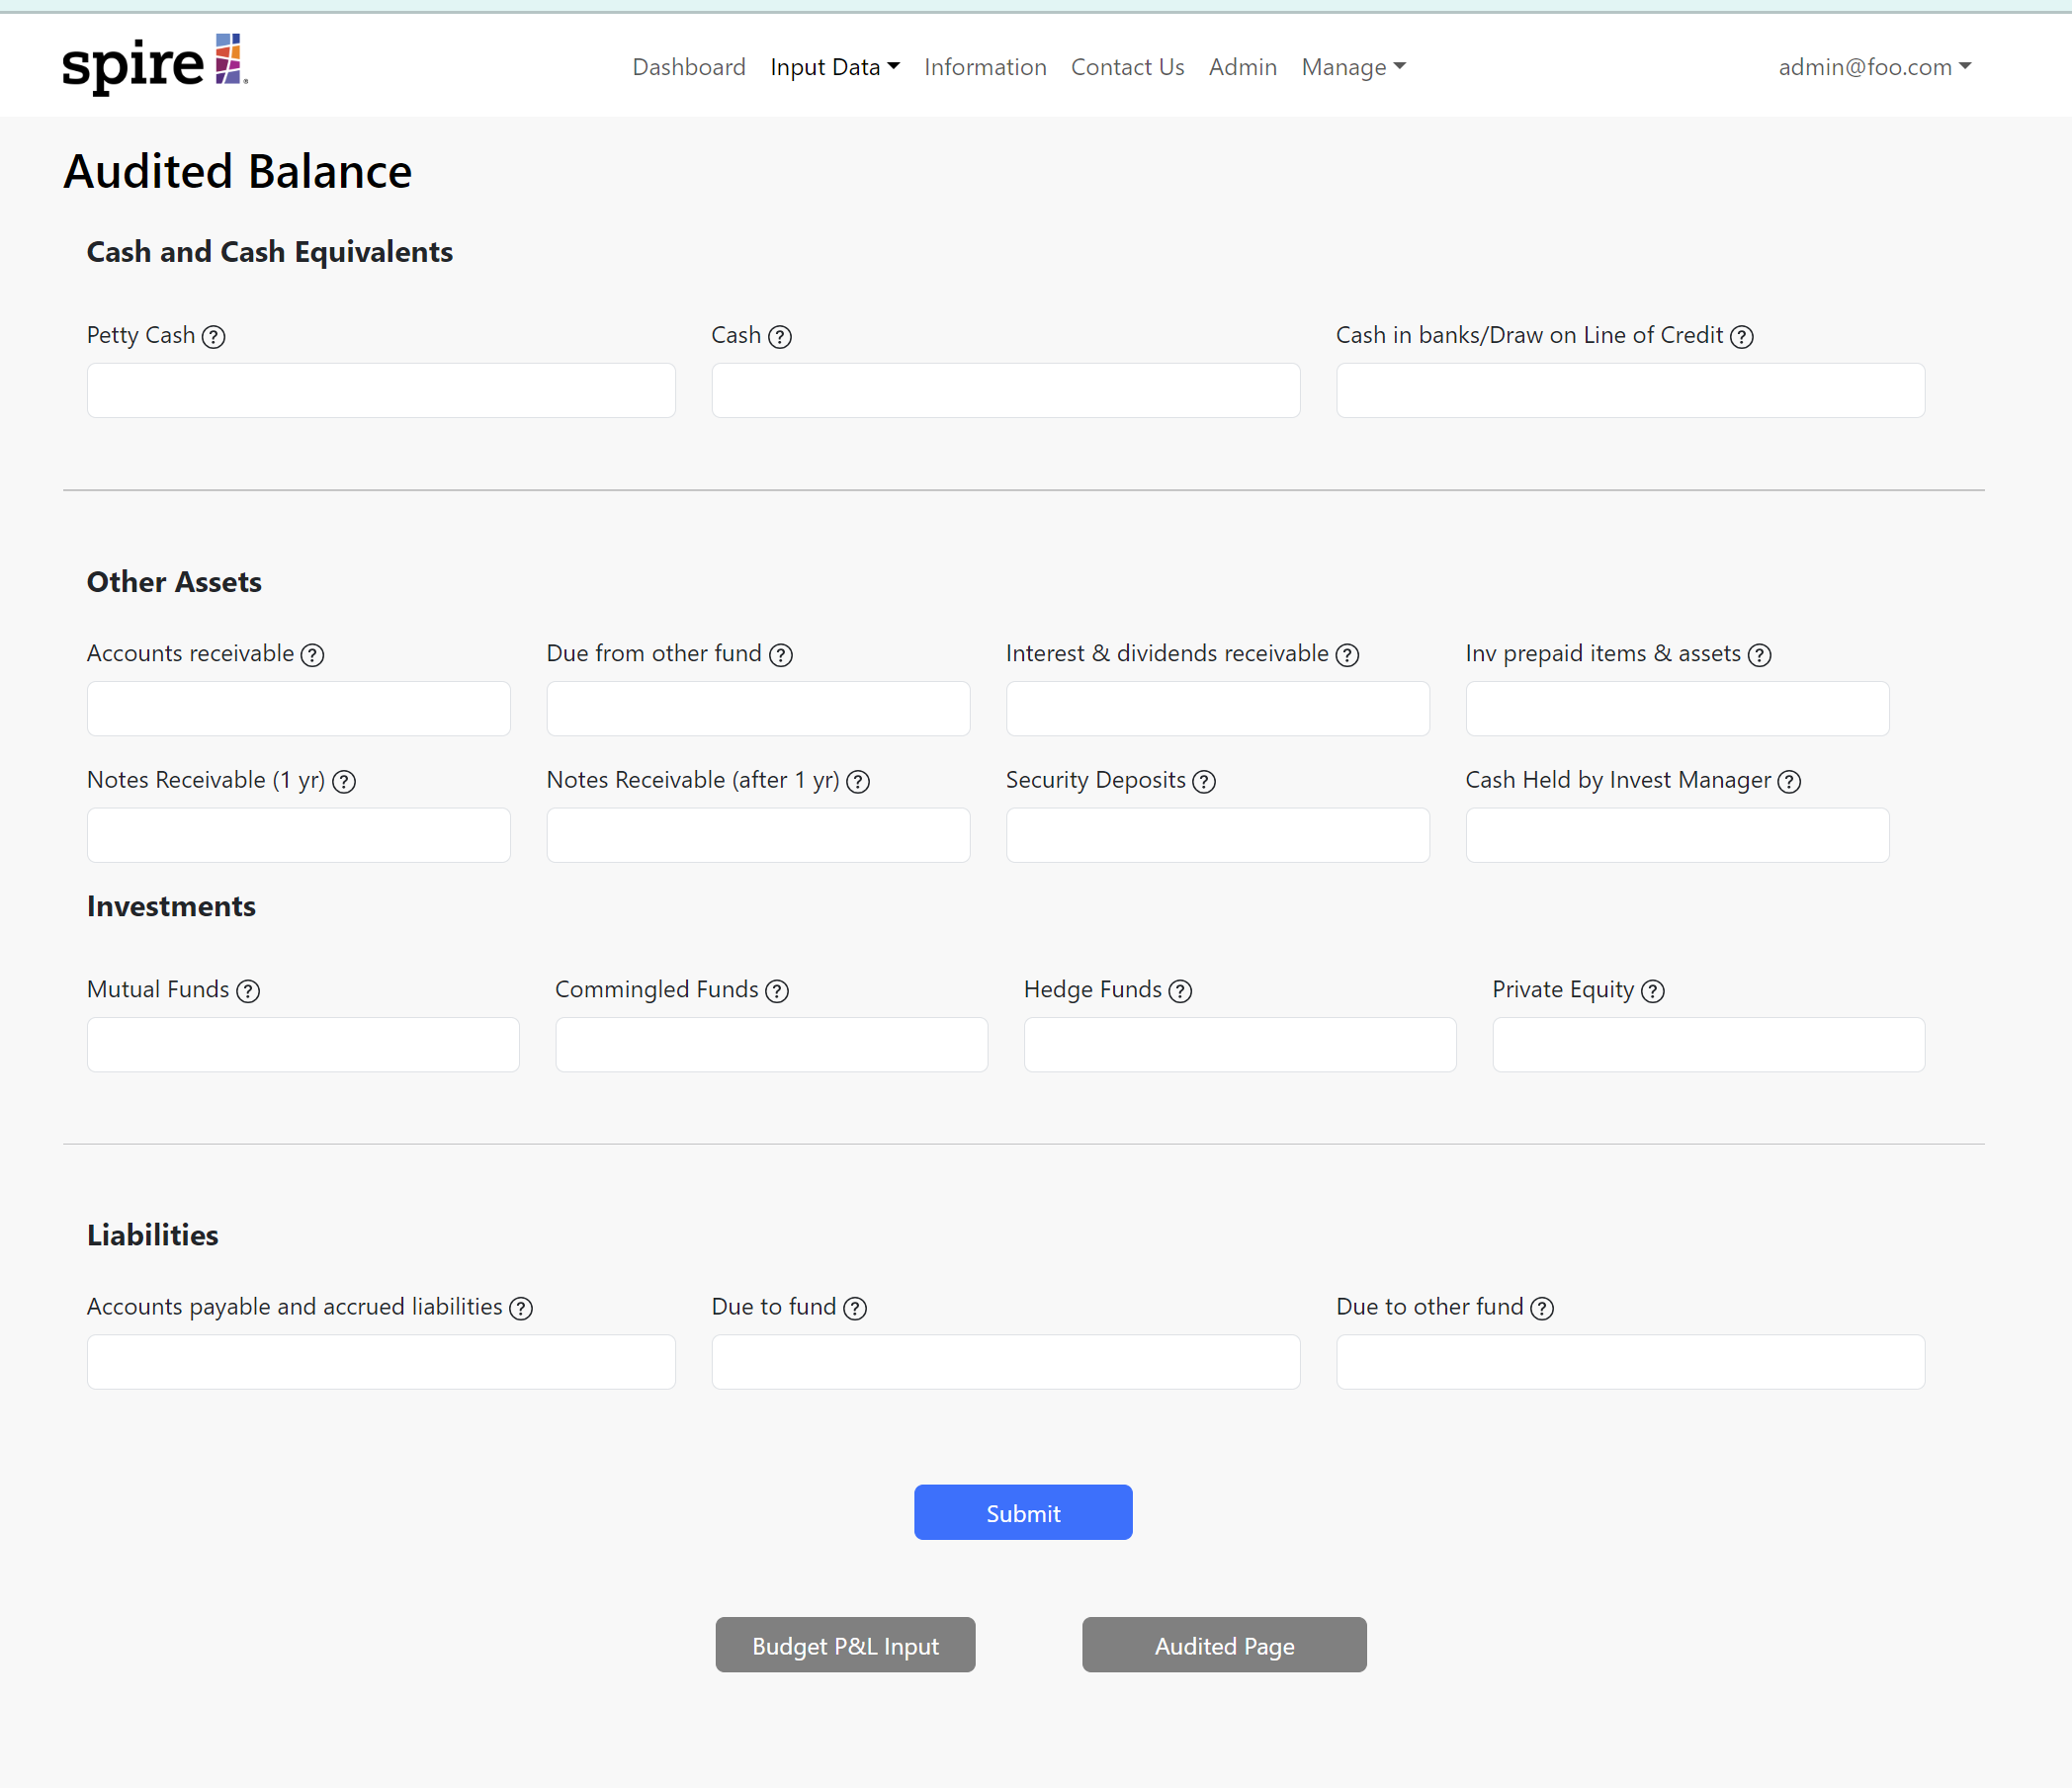 spire
Dashboard Input Data Information Contact Us Admin Manage admin@foo.com
Audited Balance
Cash and Cash Equivalents
Petty Cash ? Cash ? Cash in banks/Draw on Line of Credit ?
Other Assets
Accounts receivable ? Due from other fund ? Interest & dividends receivable ? Inv prepaid items & assets ?
Notes Receivable (1 yr) ? Notes Receivable (after 1 yr) ? Security Deposits ? Cash Held by Invest Manager ?
Investments
Mutual Funds ? Commingled Funds ? Hedge Funds ? Private Equity ?
Liabilities
Accounts payable and accrued liabilities ? Due to fund ? Due to other fund ?
Submit
Budget P&L Input Audited Page